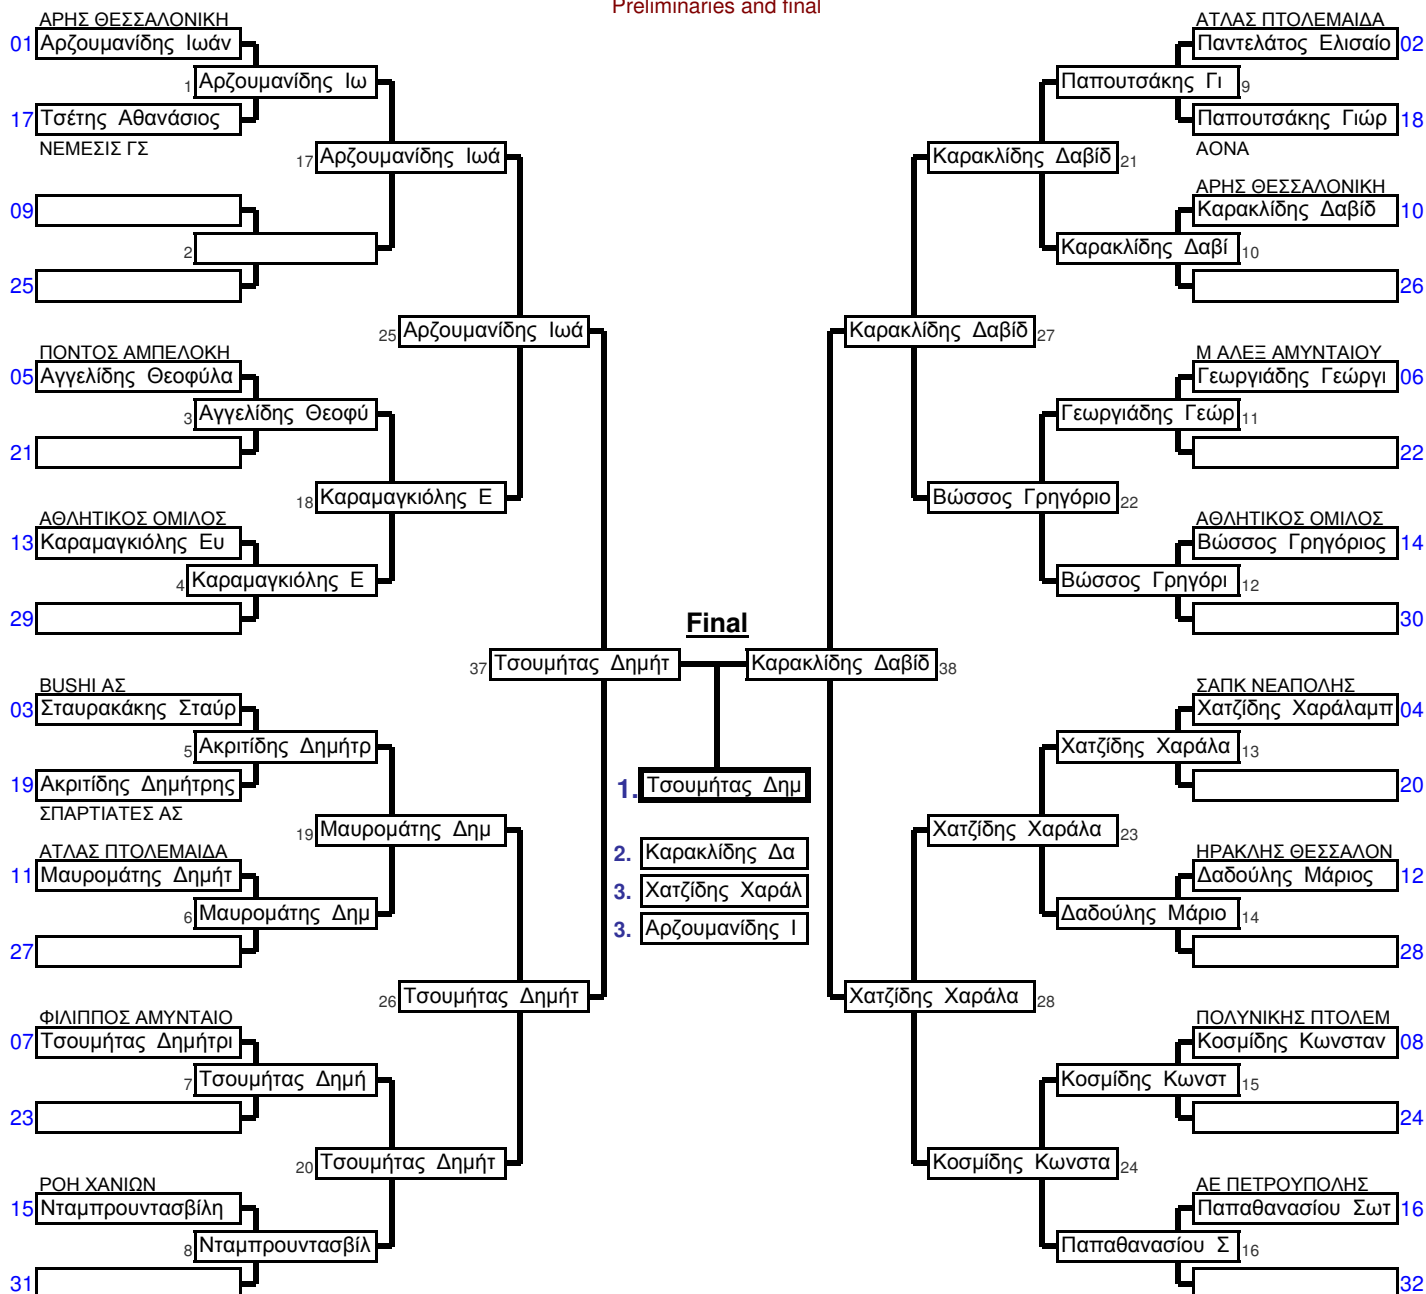 Preliminaries and final
ΑΡΗΣ ΘΕΣΣΑΛΟΝΙΚΗ
01 Αρζουμανίδης Ιωάν
1 Αρζουμανίδης Ιω
17 Τσέτης Αθανάσιος
ΝΕΜΕΣΙΣ ΓΣ
17 Αρζουμανίδης Ιωά
09
2
25
25 Αρζουμανίδης Ιωά
ΠΟΝΤΟΣ ΑΜΠΕΛΟΚΗ
05 Αγγελίδης Θεοφύλα
3 Αγγελίδης Θεοφύ
21
18 Καραμαγκιόλης Ε
ΑΘΛΗΤΙΚΟΣ ΟΜΙΛΟΣ
13 Καραμαγκιόλης Ευ
4 Καραμαγκιόλης Ε
29
37 Τσουμήτας Δημήτ
BUSHI ΑΣ
03 Σταυρακάκης Σταύρ
5 Ακριτίδης Δημήτρ
19 Ακριτίδης Δημήτρης
ΣΠΑΡΤΙΑΤΕΣ ΑΣ
19 Μαυρομάτης Δημ
ΑΤΛΑΣ ΠΤΟΛΕΜΑΙΔΑ
11 Μαυρομάτης Δημήτ
6 Μαυρομάτης Δημ
27
26 Τσουμήτας Δημήτ
ΦΙΛΙΠΠΟΣ ΑΜΥΝΤΑΙΟ
07 Τσουμήτας Δημήτρι
7 Τσουμήτας Δημή
23
20 Τσουμήτας Δημήτ
ΡΟΗ ΧΑΝΙΩΝ
15 Νταμπρουντασβίλη
8 Νταμπρουντασβίλ
31
Final
1. Τσουμήτας Δημ
2. Καρακλίδης Δα
3. Χατζίδης Χαράλ
3. Αρζουμανίδης Ι
ΑΤΛΑΣ ΠΤΟΛΕΜΑΙΔΑ
Παντελάτος Ελισαίο 02
Παπουτσάκης Γι 9
Παπουτσάκης Γιώρ 18
ΑΟΝΑ
Καρακλίδης Δαβίδ 21
ΑΡΗΣ ΘΕΣΣΑΛΟΝΙΚΗ
Καρακλίδης Δαβίδ 10
Καρακλίδης Δαβί 10
26
Καρακλίδης Δαβίδ 27
Μ ΑΛΕΞ ΑΜΥΝΤΑΙΟΥ
Γεωργιάδης Γεώργι 06
Γεωργιάδης Γεώρ 11
22
Βώσσος Γρηγόριο 22
ΑΘΛΗΤΙΚΟΣ ΟΜΙΛΟΣ
Βώσσος Γρηγόριος 14
Βώσσος Γρηγόρι 12
30
Καρακλίδης Δαβίδ 38
ΣΑΠΚ ΝΕΑΠΟΛΗΣ
Χατζίδης Χαράλαμπ 04
Χατζίδης Χαράλα 13
20
Χατζίδης Χαράλα 23
ΗΡΑΚΛΗΣ ΘΕΣΣΑΛΟΝ
Δαδούλης Μάριος 12
Δαδούλης Μάριο 14
28
Χατζίδης Χαράλα 28
ΠΟΛΥΝΙΚΗΣ ΠΤΟΛΕΜ
Κοσμίδης Κωνσταν 08
Κοσμίδης Κωνστ 15
24
Κοσμίδης Κωνστα 24
ΑΕ ΠΕΤΡΟΥΠΟΛΗΣ
Παπαθανασίου Σωτ 16
Παπαθανασίου Σ 16
32